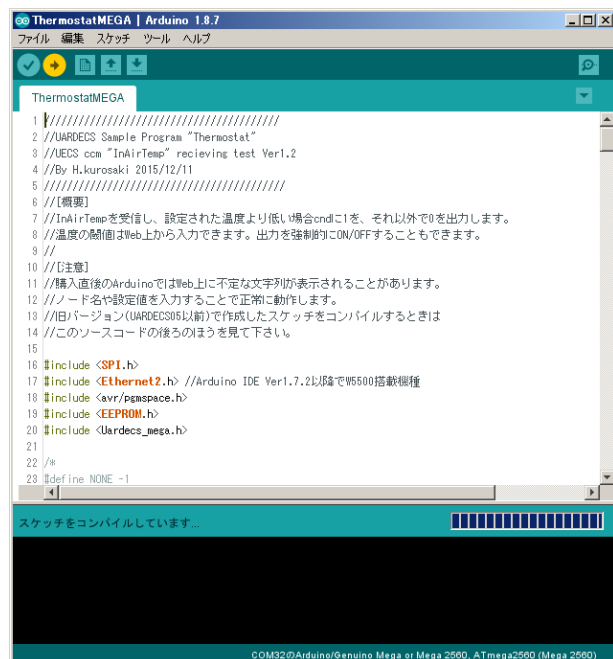 ThermostatMEGA | Arduino 1.8.7
ファイル 編集 スケッチ ツール ヘルプ
ThermostatMEGA
1 ////////////////////////////////////////
2 //UARDECS Sample Program "Thermostat"
3 //UECS ccm "InAirTemp" recieving test Ver1.2
4 //By H.kurosaki 2015/12/11
5 /////////////////////////////////////////
6 //[概要]
7 //InAirTempを受信し、設定された温度より低い場合cndに1を、それ以外で0を出力します。
8 //温度の閾値はWeb上から入力できます。出力を強制的にON/OFFすることもできます。
9 //
10 //[注意]
11 //購入直後のArduinoではWeb上に不定な文字列が表示されることがあります。
12 //ノード名や設定値を入力することで正常に動作します。
13 //旧バージョン(UARDECS05以前)で作成したスケッチをコンパイルするときは
14 //このソースコードの後ろのほうを見て下さい。
15
16 #include <SPI.h>
17 #include <Ethernet2.h> //Arduino IDE Ver1.7.2以降でW5500搭載機種
18 #include <avr/pgmspace.h>
19 #include <EEPROM.h>
20 #include <Uardecs_mega.h>
21
22 /*
23 #define NONE -1
スケッチをコンパイルしています...
COM32のArduino/Genuino Mega or Mega 2560, ATmega2560 (Mega 2560)